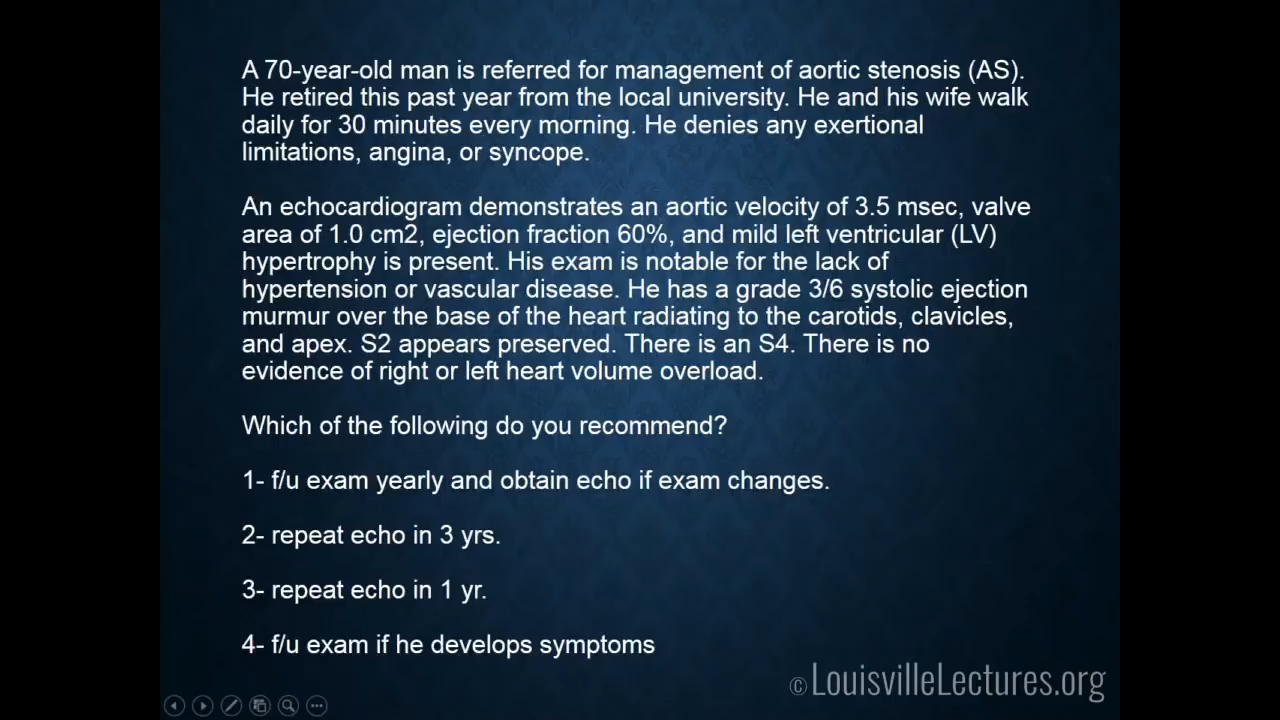 A 70-year-old man is referred for management of aortic stenosis (AS).
He retired this past year from the local university. He and his wife walk
daily for 30 minutes every morning. He denies any exertional
limitations, angina, or syncope.
An echocardiogram demonstrates an aortic velocity of 3.5 msec, valve
area of 1.0 cm2, ejection fraction 60%, and mild left ventricular (LV)
hypertrophy is present. His exam is notable for the lack of
hypertension or vascular disease. He has a grade 3/6 systolic ejection
murmur over the base of the heart radiating to the carotids, clavicles,
and apex. S2 appears preserved. There is an S4. There is no
evidence of right or left heart volume overload.
Which of the following do you recommend?
1- f/u exam yearly and obtain echo if exam changes.
2- repeat echo in 3 yrs.
3- repeat echo in 1 yr.
4- f/u exam if he develops symptoms
© LouisvilleLectures.org